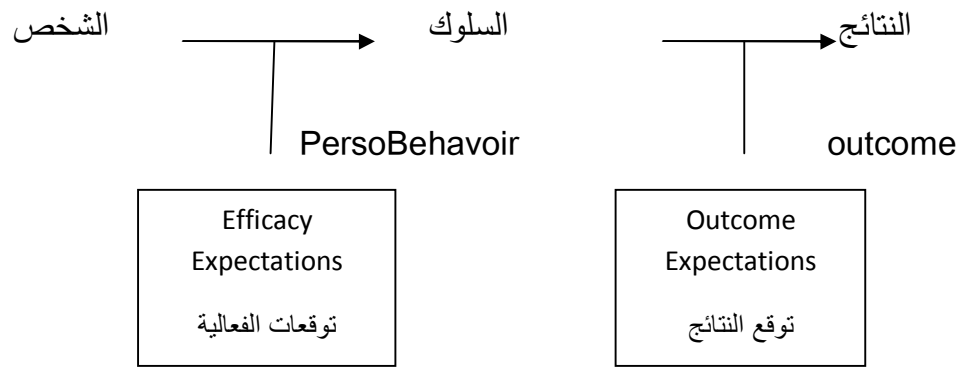 الشخص
السلوك
النتائج
PersoBehavoir
outcome
Efficacy
Expectations
توقعات الفعالية
Outcome
Expectations
توقع النتائج